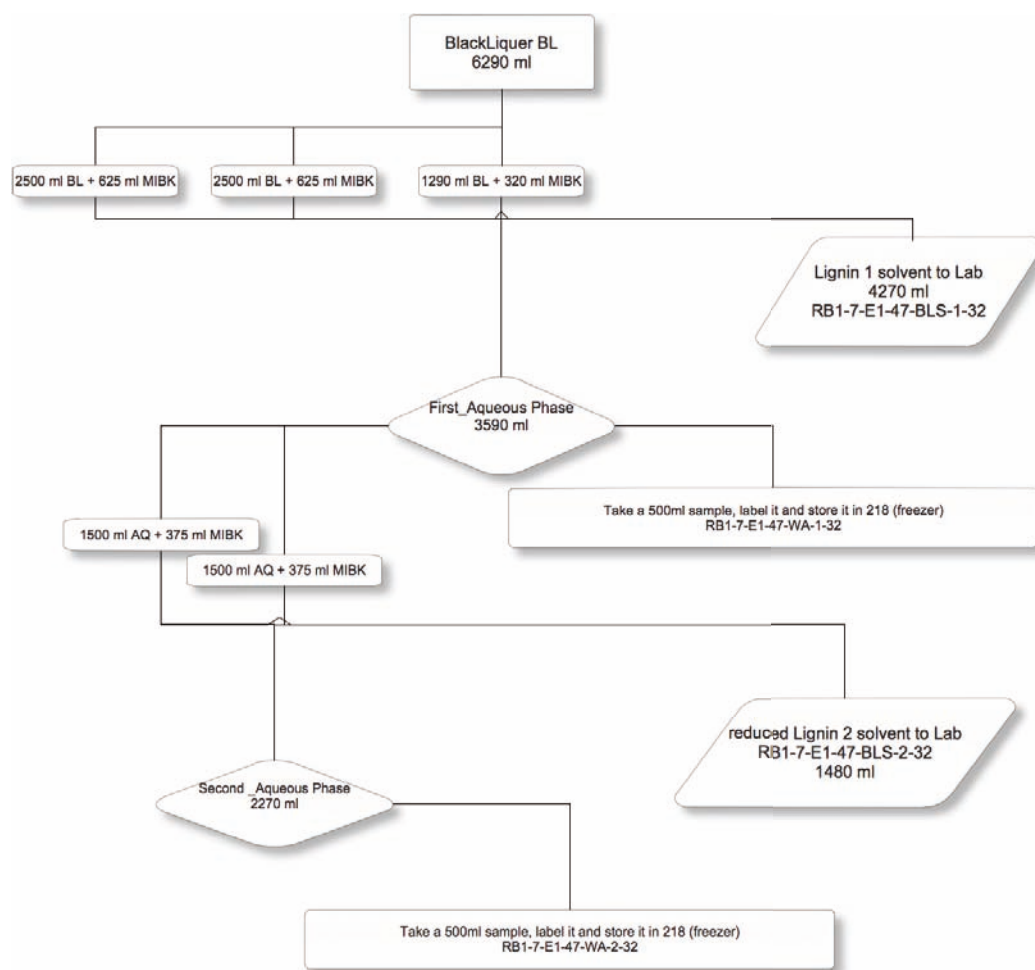 BlackLiquer BL
6290 ml
2500 ml BL + 625 ml MIBK
2500 ml BL + 625 ml MIBK
1290 ml BL + 320 ml MIBK
Lignin 1 solvent to Lab
4270 ml
RB1-7-E1-47-BLS-1-32
First_Aqueous Phase
3590 ml
Take a 500ml sample, label it and store it in 218 (freezer)
RB1-7-E1-47-WA-1-32
1500 ml AQ + 375 ml MIBK
1500 ml AQ + 375 ml MIBK
reduced Lignin 2 solvent to Lab
RB1-7-E1-47-BLS-2-32
1480 ml
Second _Aqueous Phase
2270 ml
Take a 500ml sample, label it and store it in 218 (freezer)
RB1-7-E1-47-WA-2-32